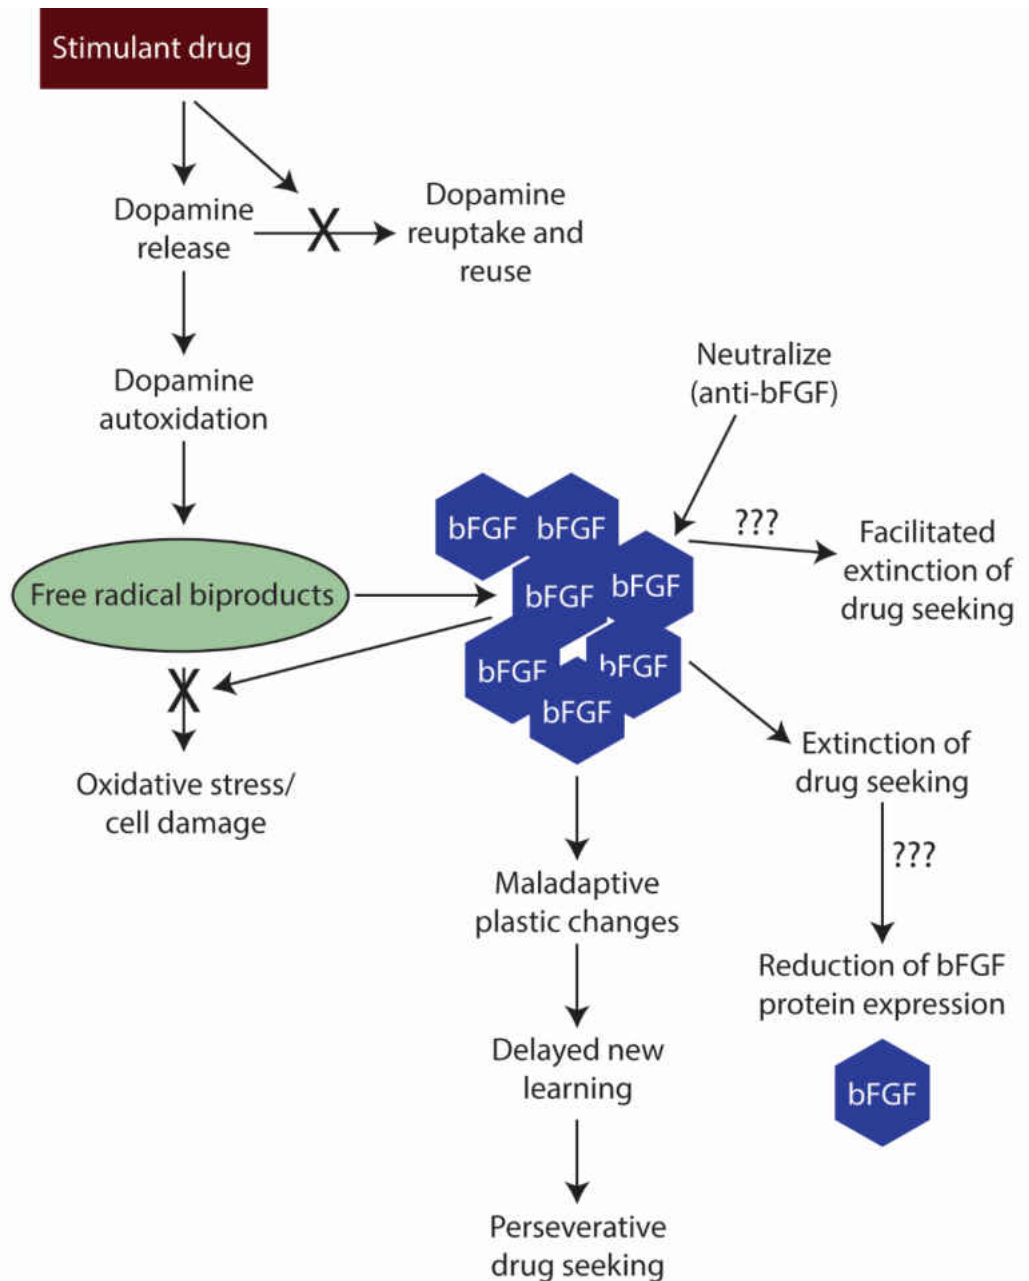 Stimulant drug
Dopamine
release
X
Dopamine
reuptake and
reuse
Dopamine
autoxidation
Neutralize
(anti-bFGF)
bFGF
bFGF
???
Facilitated
extinction of
drug seeking
Free radical biproducts
bFGF
bFGF
bFGF
bFGF
bFGF
X
Oxidative stress/
cell damage
Extinction of
drug seeking
???
Maladaptive
plastic changes
Reduction of bFGF
protein expression
bFGF
Delayed new
learning
Perseverative
drug seeking